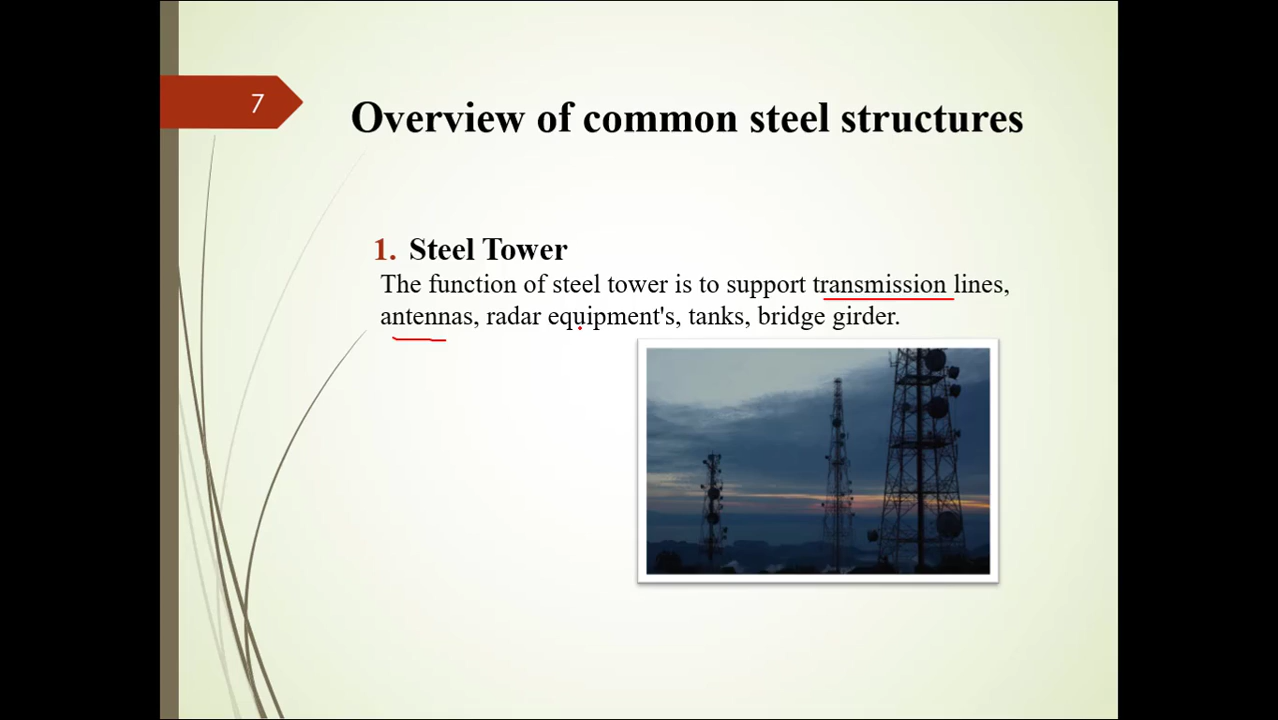 7
Overview of common steel structures
1. Steel Tower
The function of steel tower is to support transmission lines,
antennas, radar equipment's, tanks, bridge girder.